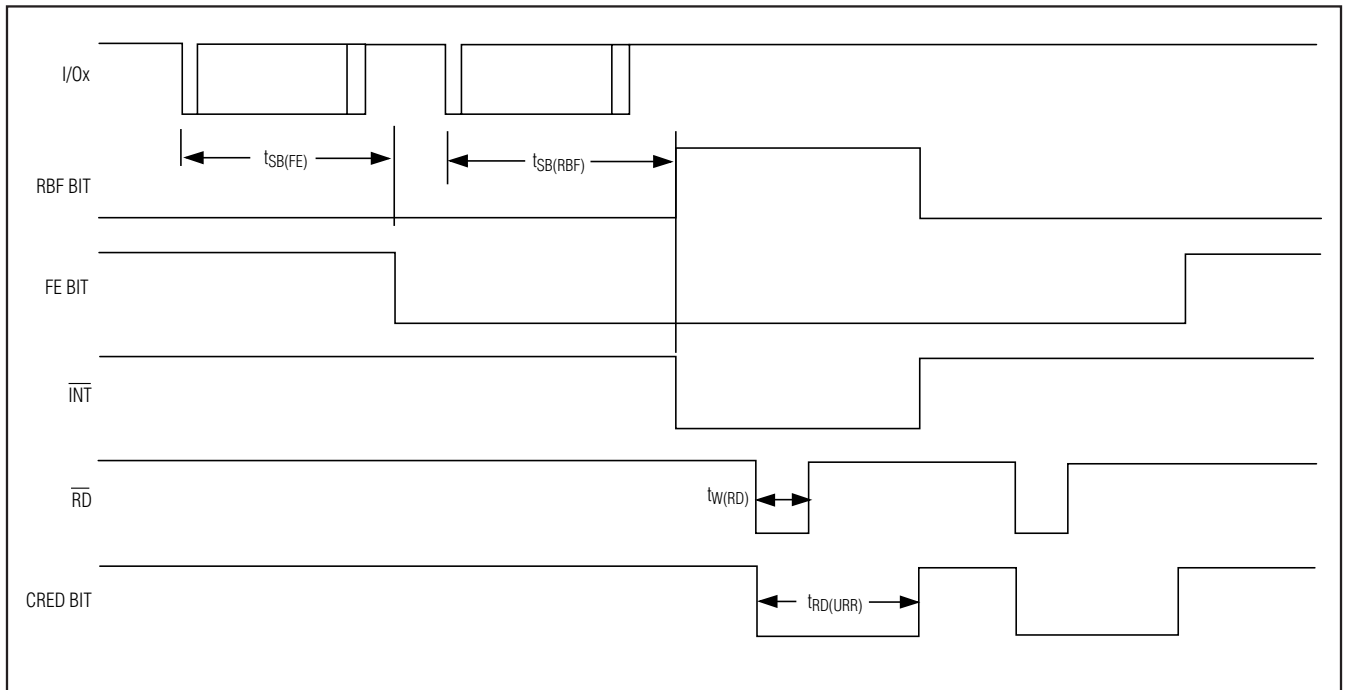 I/Ox
tSB(FE)
tSB(RBF)
RBF BIT
FE BIT
INT
RD
tW(RD)
CRED BIT
tRD(URR)